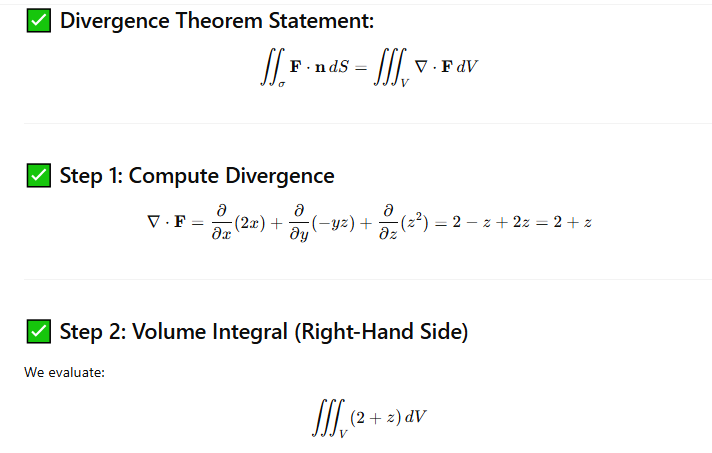 ✅ Divergence Theorem Statement:
∬_σ F · n dS = ∭_V ∇ · F dV
✅ Step 1: Compute Divergence
∇ · F = ∂/∂x (2x) + ∂/∂y (−yz) + ∂/∂z (z²) = 2 − z + 2z = 2 + z
✅ Step 2: Volume Integral (Right-Hand Side)
We evaluate:
∭_V (2 + z) dV